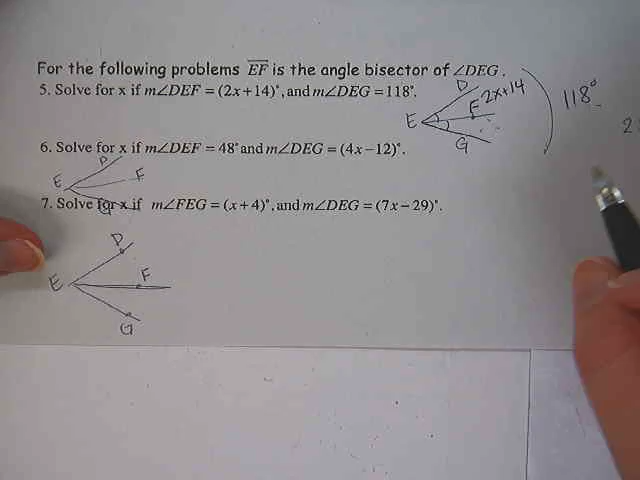 For the following problems EF is the angle bisector of ∠DEG.
5. Solve for x if m∠DEF = (2x+14)°, and m∠DEG = 118°.
D
2x+14
F
E
G
118°
2
6. Solve for x if m∠DEF = 48° and m∠DEG = (4x−12)°.
D
F
E
G
7. Solve for x if m∠FEG = (x+4)°, and m∠DEG = (7x−29)°.
D
F
E
G